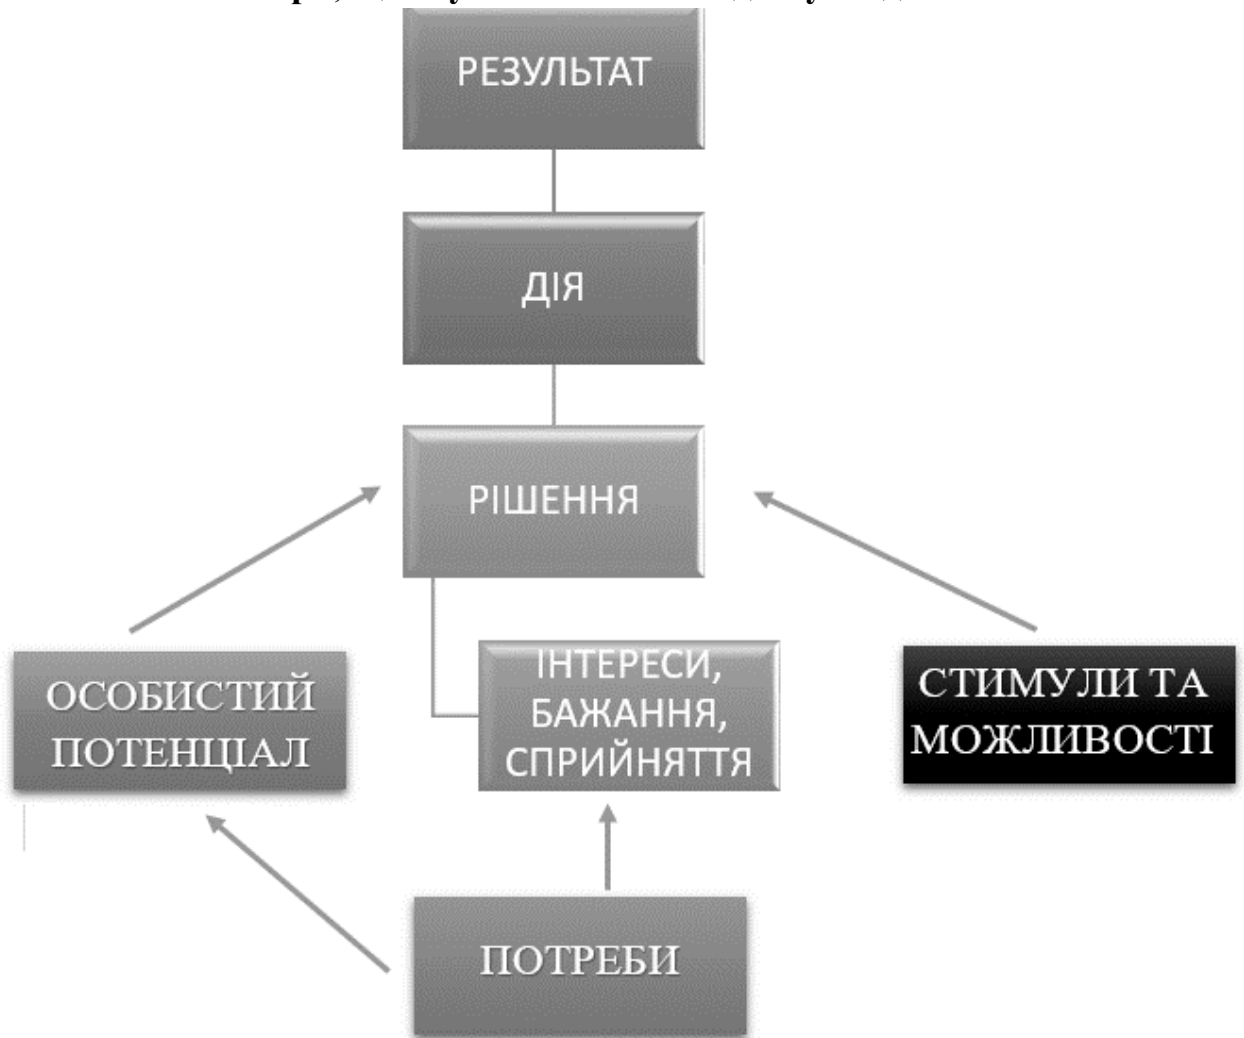 РЕЗУЛЬТАТ
ДІЯ
РІШЕННЯ
ОСОБИСТИЙ
ПОТЕНЦІАЛ
ІНТЕРЕСИ,
БАЖАННЯ,
СПРИЙНЯТТЯ
СТИМУЛИ ТА
МОЖЛИВОСТІ
ПОТРЕБИ